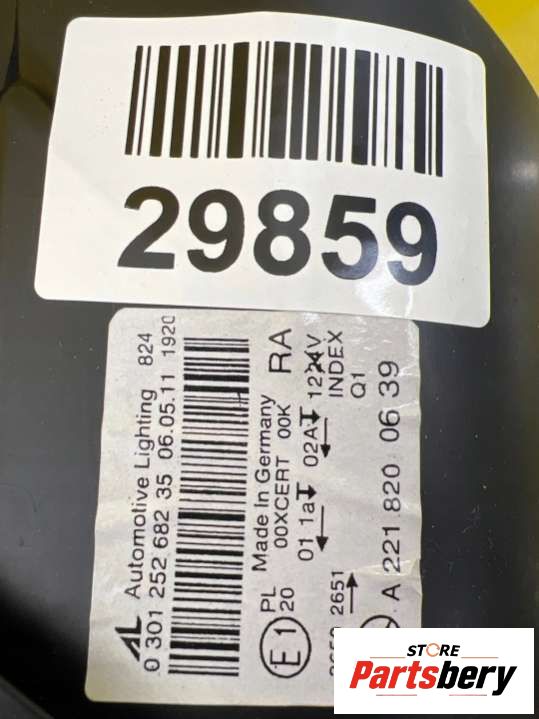 29859
AL Automotive Lighting 824
0 301 252 682 35 06.05.11 1920
Made In Germany RA
PL 00XCERT 00K
E1 20 01 1a 02A 12V
INDEX
2651 Q1
A 221 820 06 39
STORE
Partsbery